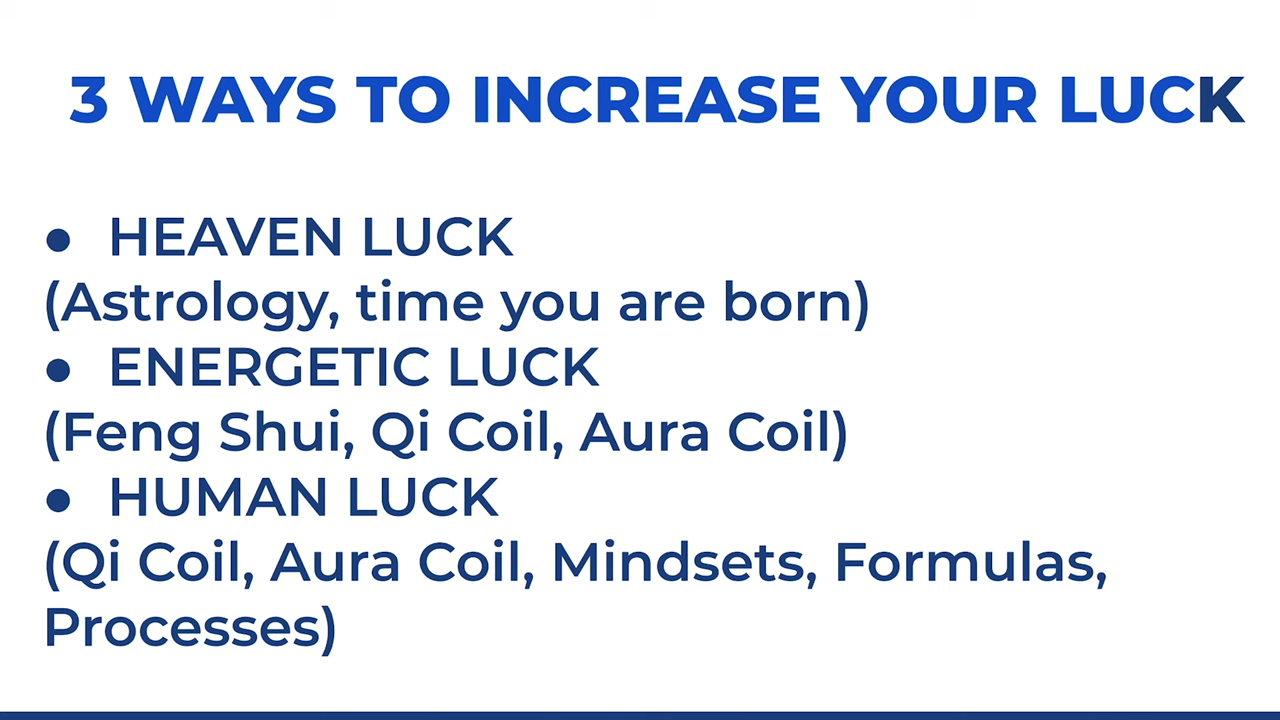 3 WAYS TO INCREASE YOUR LUCK
● HEAVEN LUCK
(Astrology, time you are born)
● ENERGETIC LUCK
(Feng Shui, Qi Coil, Aura Coil)
● HUMAN LUCK
(Qi Coil, Aura Coil, Mindsets, Formulas,
Processes)